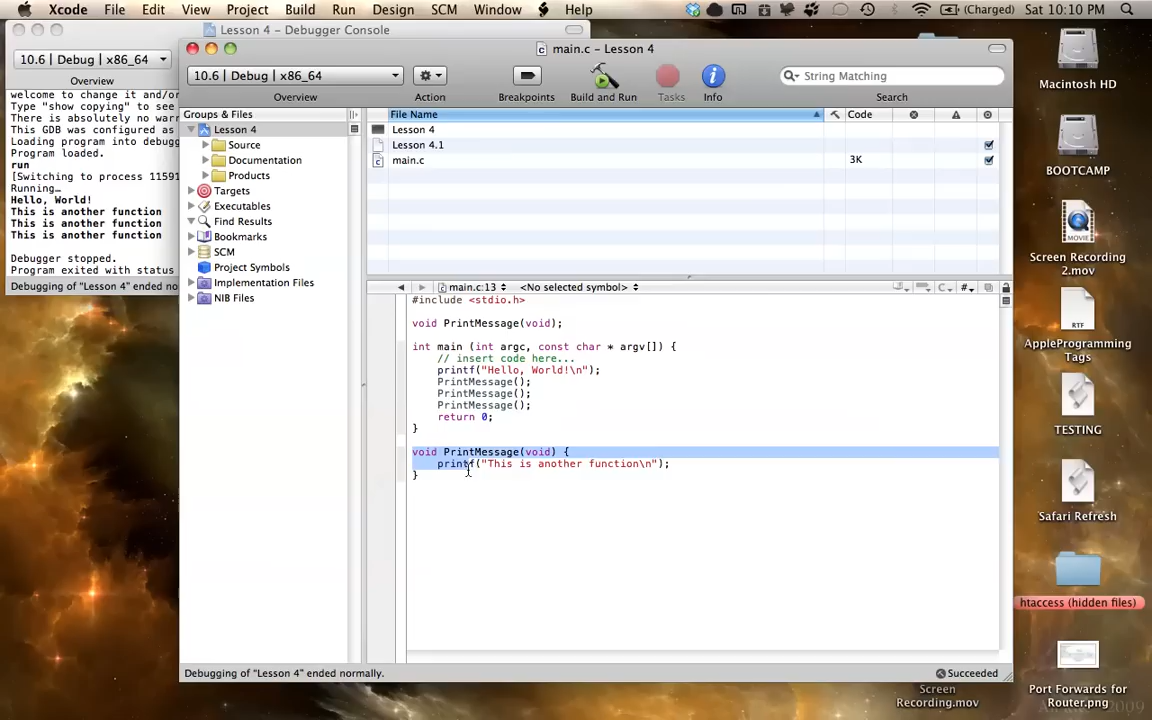 Xcode File Edit View Project Build Run Design SCM Window Help (Charged) Sat 10:10 PM
Lesson 4 – Debugger Console
10.6 | Debug | x86_64
Overview
welcome to change it and/or
Type "show copying" to see
There is absolutely no warr
This GDB was configured as
Loading program into debugg
Program loaded.
run
[Switching to process 11591
Running…
Hello, World!
This is another function
This is another function
This is another function
Debugger stopped.
Program exited with status
Debugging of "Lesson 4" ended no
main.c – Lesson 4
10.6 | Debug | x86_64
String Matching
Overview Action Breakpoints Build and Run Tasks Info Search
Groups & Files
Lesson 4
Source
Documentation
Products
Targets
Executables
Find Results
Bookmarks
SCM
Project Symbols
Implementation Files
NIB Files
File Name Code
Lesson 4
Lesson 4.1
main.c 3K
main.c:13 <No selected symbol> C #
#include <stdio.h>
void PrintMessage(void);
int main (int argc, const char * argv[]) {
// insert code here...
printf("Hello, World!\n");
PrintMessage();
PrintMessage();
PrintMessage();
return 0;
}
void PrintMessage(void) {
printf("This is another function\n");
}
Debugging of "Lesson 4" ended normally. Succeeded
Macintosh HD
BOOTCAMP
MOVIE
Screen Recording
2.mov
RTF
AppleProgramming
Tags
TESTING
Safari Refresh
htaccess (hidden files)
Screen
Recording.mov
Port Forwards for
Router.png